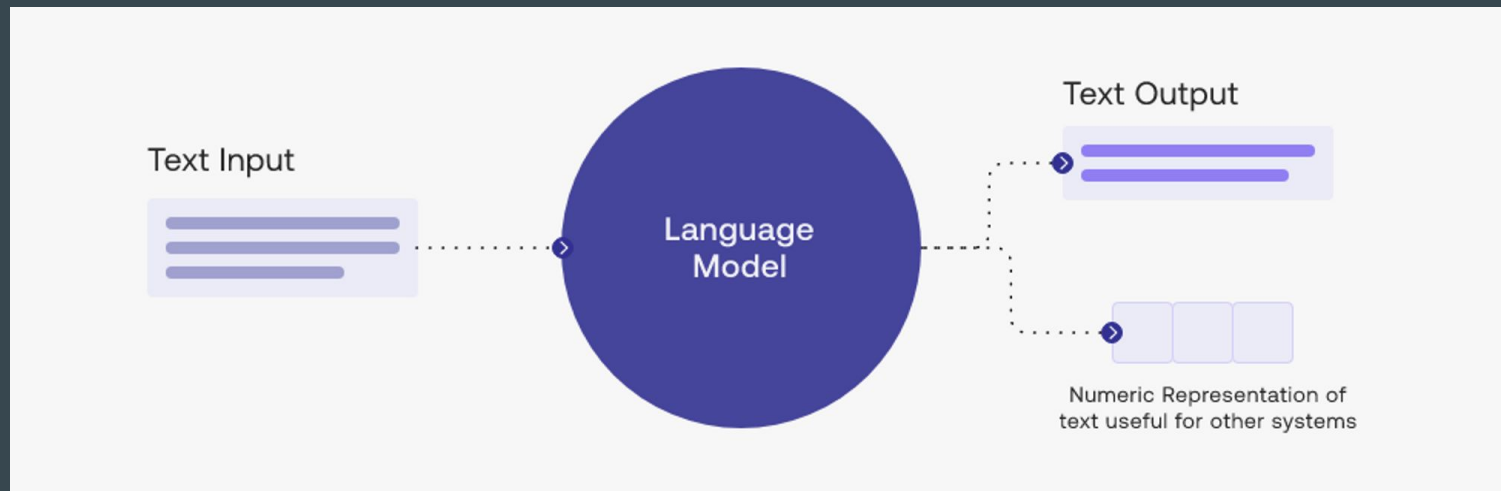 Text Input
Language
Model
Text Output
Numeric Representation of
text useful for other systems